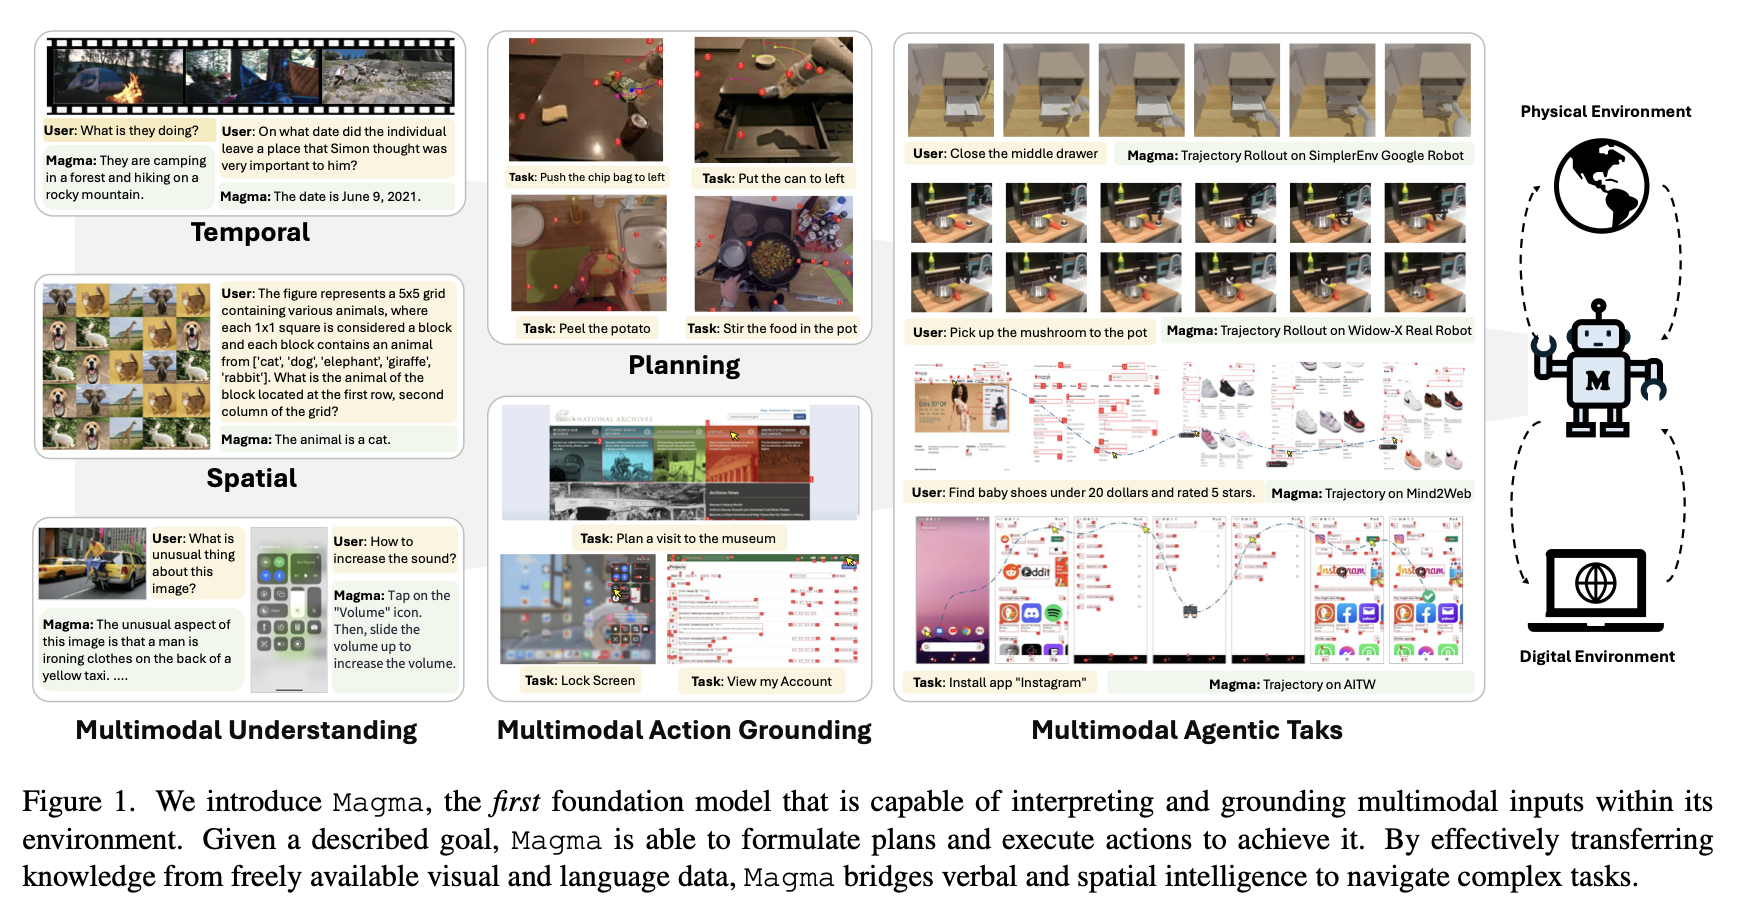 User: What is they doing?
Magma: They are camping
in a forest and hiking on a
rocky mountain.
User: On what date did the individual
leave a place that Simon thought was
very important to him?
Magma: The date is June 9, 2021.
Temporal
User: The figure represents a 5x5 grid
containing various animals, where
each 1x1 square is considered a block
and each block contains an animal
from ['cat', 'dog', 'elephant', 'giraffe',
'rabbit']. What is the animal of the
block located at the first row, second
column of the grid?
Magma: The animal is a cat.
Spatial
User: What is
unusual thing
about this
image?
Magma: The unusual aspect of
this image is that a man is
ironing clothes on the back of a
yellow taxi. ....
User: How to
increase the sound?
Magma: Tap on the
"Volume" icon.
Then, slide the
volume up to
increase the volume.
Multimodal Understanding
Task: Push the chip bag to left
Task: Put the can to left
Task: Peel the potato
Task: Stir the food in the pot
Planning
NATIONAL ARCHIVES
Task: Plan a visit to the museum
Projects
Task: Lock Screen
Task: View my Account
Multimodal Action Grounding
User: Close the middle drawer
Magma: Trajectory Rollout on SimplerEnv Google Robot
User: Pick up the mushroom to the pot
Magma: Trajectory Rollout on Widow-X Real Robot
User: Find baby shoes under 20 dollars and rated 5 stars.
Magma: Trajectory on Mind2Web
reddit
Instagram
Instagram
Task: Install app "Instagram"
Magma: Trajectory on AITW
Multimodal Agentic Taks
Physical Environment
M
Digital Environment
Figure 1. We introduce Magma, the first foundation model that is capable of interpreting and grounding multimodal inputs within its
environment. Given a described goal, Magma is able to formulate plans and execute actions to achieve it. By effectively transferring
knowledge from freely available visual and language data, Magma bridges verbal and spatial intelligence to navigate complex tasks.